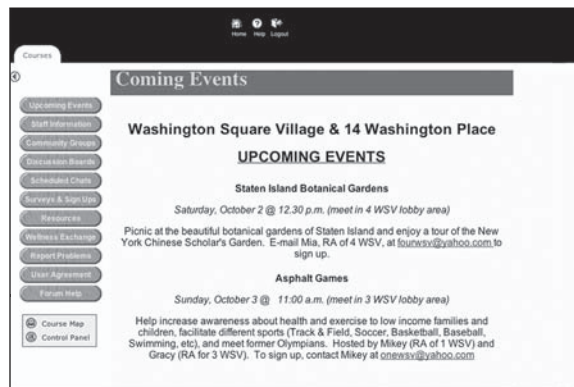 Home Help Logout
Courses
Coming Events
Upcoming Events
Staff Information
Community Groups
Discussion Boards
Scheduled Chats
Surveys & Sign Ups
Resources
Wellness Exchange
Report Problems
User Agreement
Forum Help
Course Map
Control Panel
Washington Square Village & 14 Washington Place
UPCOMING EVENTS
Staten Island Botanical Gardens
Saturday, October 2 @ 12.30 p.m. (meet in 4 WSV lobby area)
Picnic at the beautiful botanical gardens of Staten Island and enjoy a tour of the New
York Chinese Scholar's Garden. E-mail Mia, RA of 4 WSV, at fourwsv@yahoo.com to
sign up.
Asphalt Games
Sunday, October 3 @ 11:00 a.m. (meet in 3 WSV lobby area)
Help increase awareness about health and exercise to low income families and
children, facilitate different sports (Track & Field, Soccer, Basketball, Baseball,
Swimming, etc), and meet former Olympians. Hosted by Mikey (RA of 1 WSV) and
Gracy (RA for 3 WSV). To sign up, contact Mikey at onewsv@yahoo.com